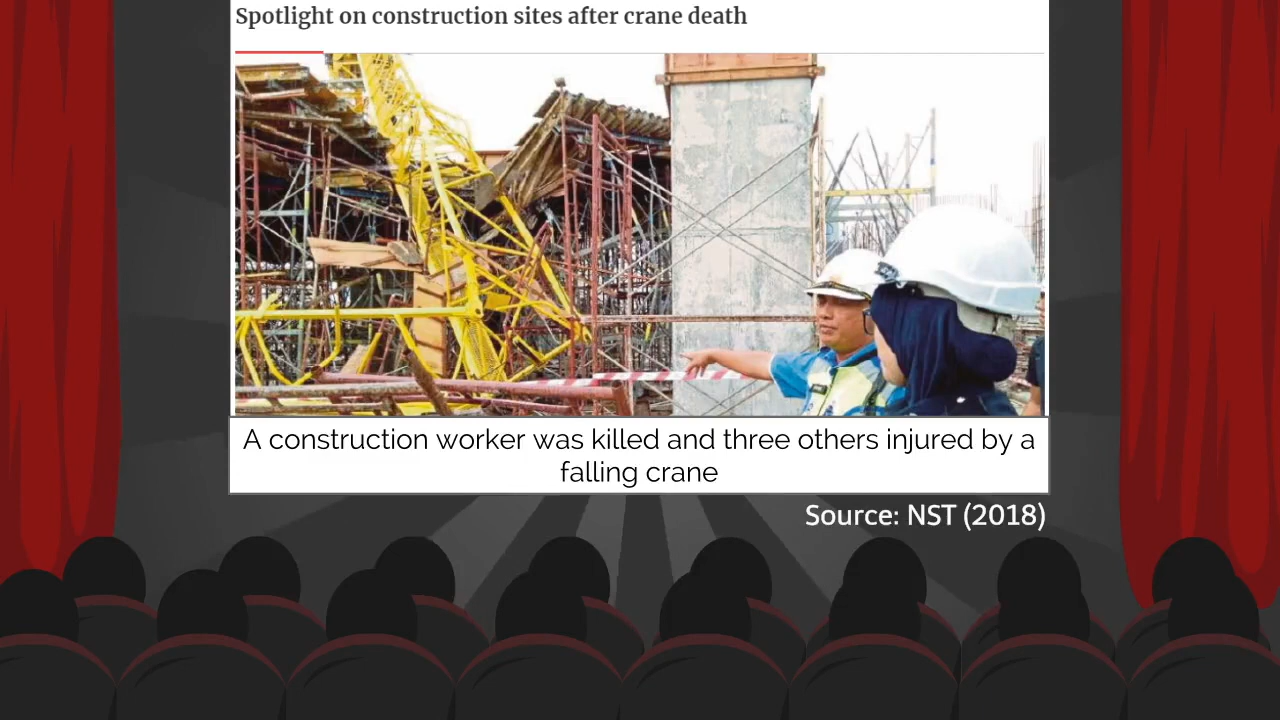 Spotlight on construction sites after crane death
A construction worker was killed and three others injured by a
falling crane
Source: NST (2018)